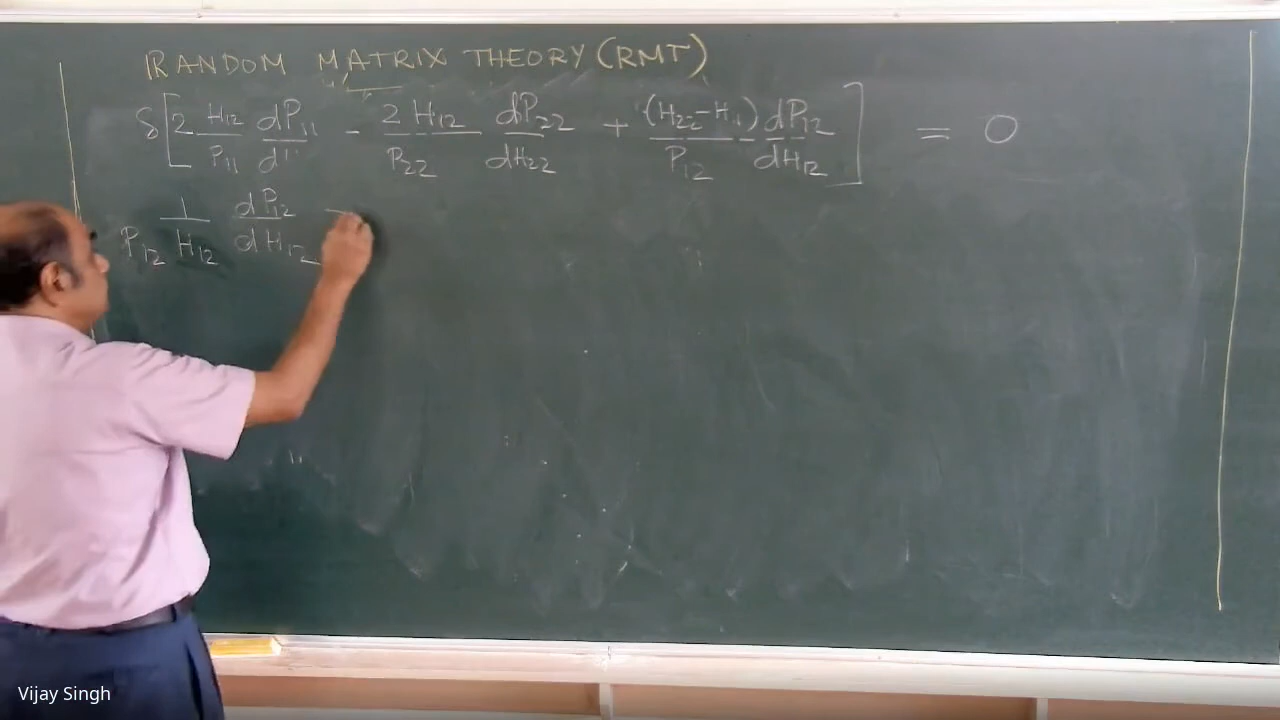 RANDOM MATRIX THEORY (RMT)
δ[2 H12/P11 dP11/d - 2 H12/P22 dP22/dH22 + (H22-H11)/P12 dP12/dH12] = 0
1/(P12 H12) dP12/dH12
Vijay Singh